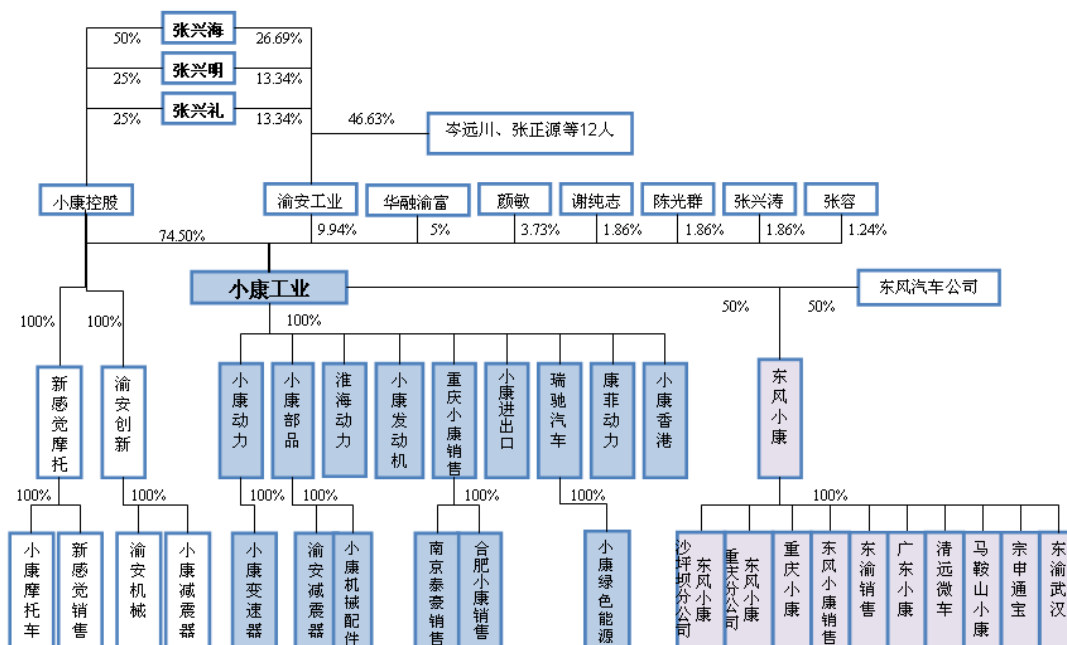 张兴海
50%
26.69%
张兴明
25%
13.34%
张兴礼
25%
13.34%
46.63%
岑远川、张正源等12人
小康控股
渝安工业
华融渝富
颜敏
谢纯志
陈光群
张兴涛
张容
74.50%
9.94%
5%
3.73%
1.86%
1.86%
1.86%
1.24%
小康工业
东风汽车公司
50%
50%
100%
100%
100%
新感觉摩托
渝安创新
小康动力
小康部品
淮海动力
小康发动机
重庆小康销售
小康进出口
瑞驰汽车
康菲动力
小康香港
东风小康
100%
100%
100%
100%
100%
100%
100%
小康摩托车
新感觉销售
渝安机械
小康减震器
小康变速器
渝安减震器
小康机械配件
南京泰豪销售
合肥小康销售
小康绿色能源
东风小康
沙坪坝分公司
东风小康
重庆分公司
重庆小康
东风小康销售
东渝销售
广东小康
清远微车
马鞍山小康
宗申通宝
东渝武汉